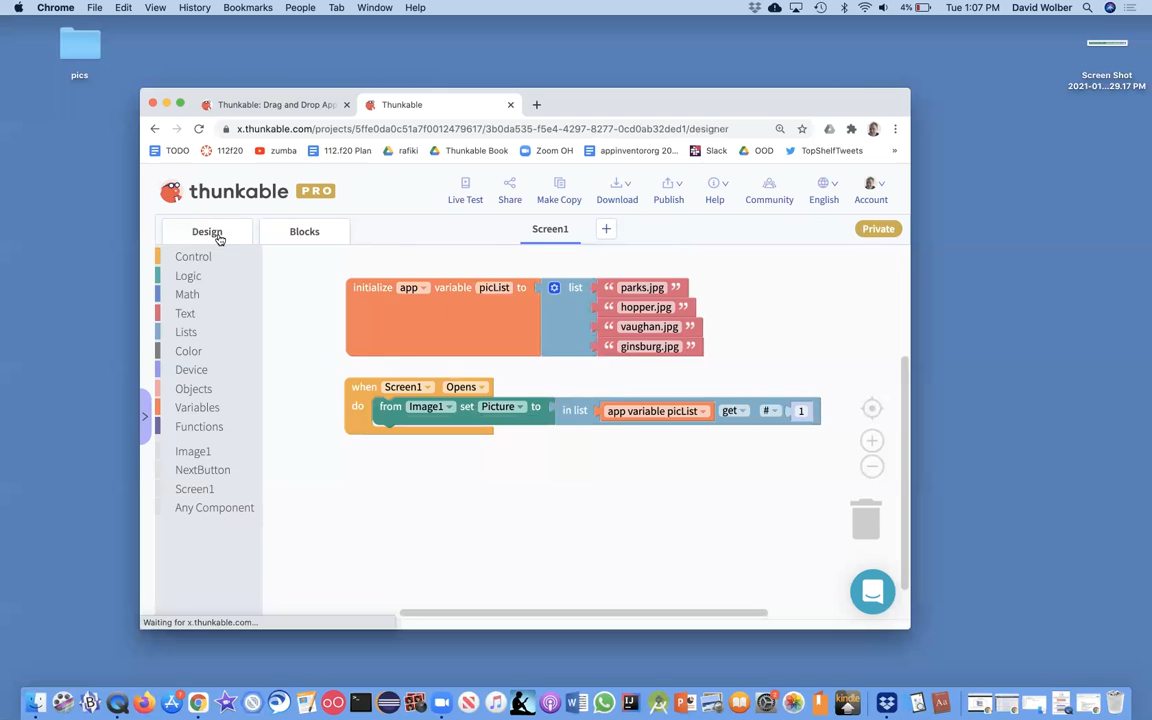 Chrome File Edit View History Bookmarks People Tab Window Help 4% Tue 1:07 PM David Wolber
pics
Screen Shot
2021-01...29.17 PM
Thunkable: Drag and Drop App
Thunkable
x.thunkable.com/projects/5ffe0da0c51a7f0012479617/3b0da535-f5e4-4297-8277-0cd0ab32ded1/designer
TODO 112f20 zumba 112.f20 Plan rafiki Thunkable Book Zoom OH appinventororg 20... Slack OOD TopShelfTweets »
thunkable PRO
Live Test Share Make Copy Download Publish Help Community English Account
Design Blocks Screen1 + Private
Control
Logic
Math
Text
Lists
Color
Device
Objects
Variables
Functions
Image1
NextButton
Screen1
Any Component
initialize app variable picList to list “ parks.jpg ”
“ hopper.jpg ”
“ vaughan.jpg ”
“ ginsburg.jpg ”
when Screen1 Opens
do from Image1 set Picture to in list app variable picList get # 1
Waiting for x.thunkable.com...
7
kindle